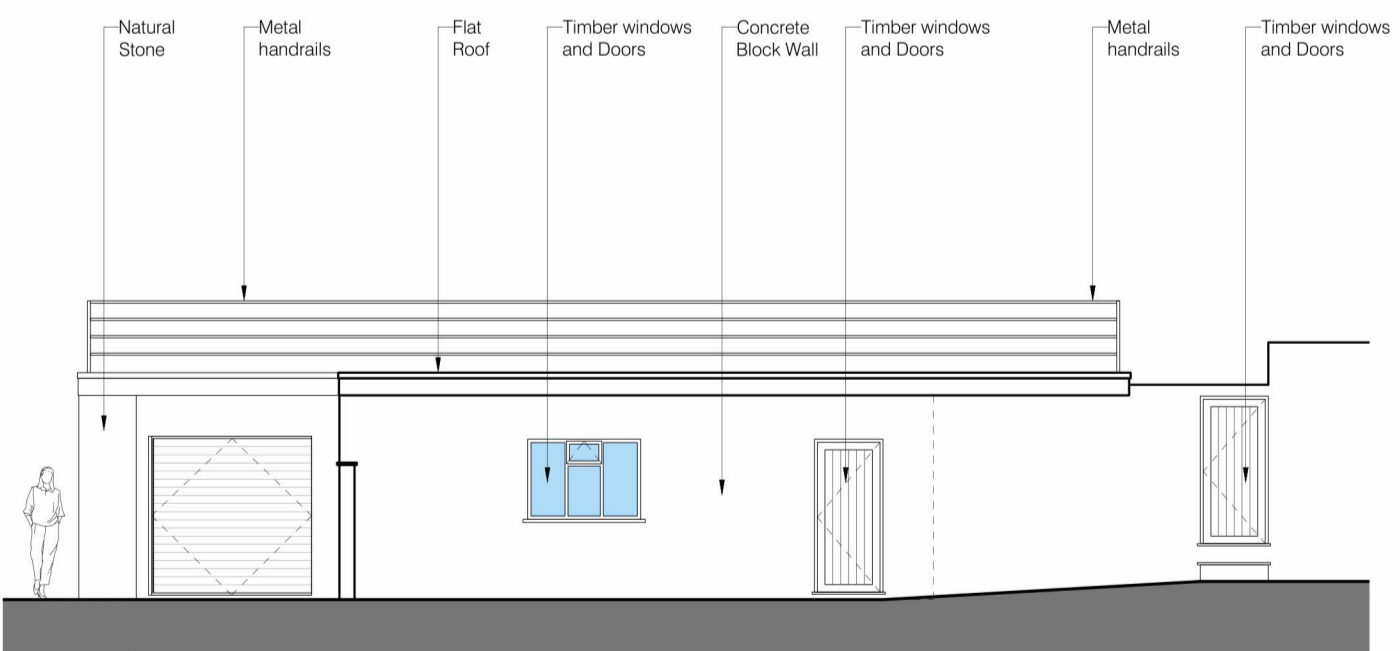 Natural
Stone
Metal
handrails
Flat
Roof
Timber windows
and Doors
Concrete
Block Wall
Timber windows
and Doors
Metal
handrails
Timber windows
and Doors